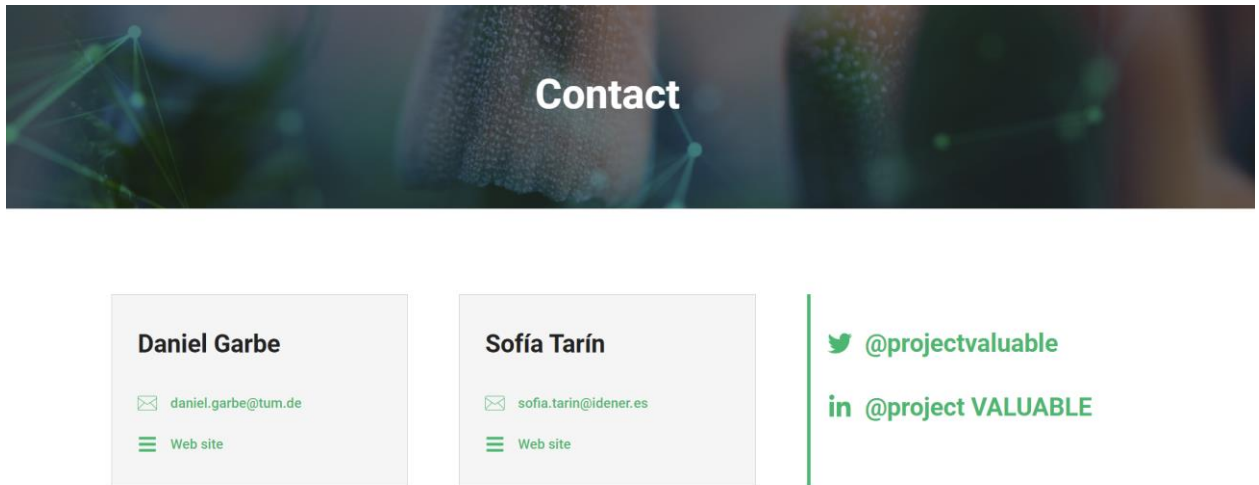 Contact
Daniel Garbe
daniel.garbe@tum.de
Web site
Sofía Tarín
sofia.tarin@idener.es
Web site
@projectvaluable
in @project VALUABLE